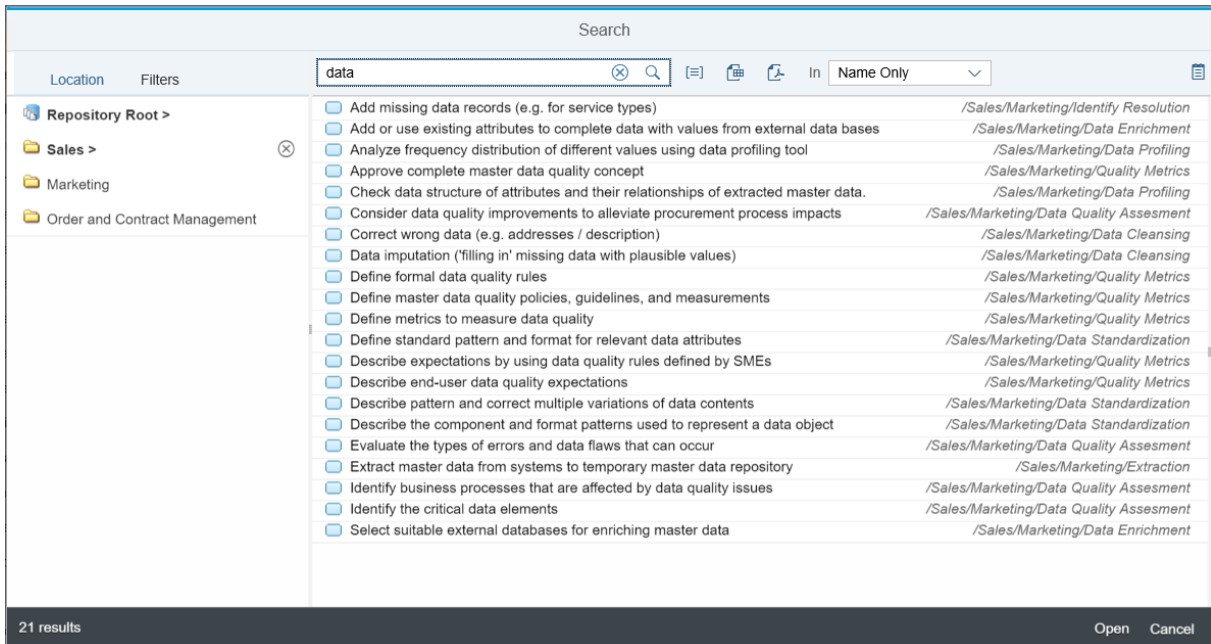 Search
Location Filters
data In Name Only
Repository Root >
Sales >
Marketing
Order and Contract Management
Add missing data records (e.g. for service types) /Sales/Marketing/Identify Resolution
Add or use existing attributes to complete data with values from external data bases /Sales/Marketing/Data Enrichment
Analyze frequency distribution of different values using data profiling tool /Sales/Marketing/Data Profiling
Approve complete master data quality concept /Sales/Marketing/Quality Metrics
Check data structure of attributes and their relationships of extracted master data. /Sales/Marketing/Data Profiling
Consider data quality improvements to alleviate procurement process impacts /Sales/Marketing/Data Quality Assesment
Correct wrong data (e.g. addresses / description) /Sales/Marketing/Data Cleansing
Data imputation ('filling in' missing data with plausible values) /Sales/Marketing/Data Cleansing
Define formal data quality rules /Sales/Marketing/Quality Metrics
Define master data quality policies, guidelines, and measurements /Sales/Marketing/Quality Metrics
Define metrics to measure data quality /Sales/Marketing/Quality Metrics
Define standard pattern and format for relevant data attributes /Sales/Marketing/Data Standardization
Describe expectations by using data quality rules defined by SMEs /Sales/Marketing/Quality Metrics
Describe end-user data quality expectations /Sales/Marketing/Quality Metrics
Describe pattern and correct multiple variations of data contents /Sales/Marketing/Data Standardization
Describe the component and format patterns used to represent a data object /Sales/Marketing/Data Standardization
Evaluate the types of errors and data flaws that can occur /Sales/Marketing/Data Quality Assesment
Extract master data from systems to temporary master data repository /Sales/Marketing/Extraction
Identify business processes that are affected by data quality issues /Sales/Marketing/Data Quality Assesment
Identify the critical data elements /Sales/Marketing/Data Quality Assesment
Select suitable external databases for enriching master data /Sales/Marketing/Data Enrichment
21 results Open Cancel